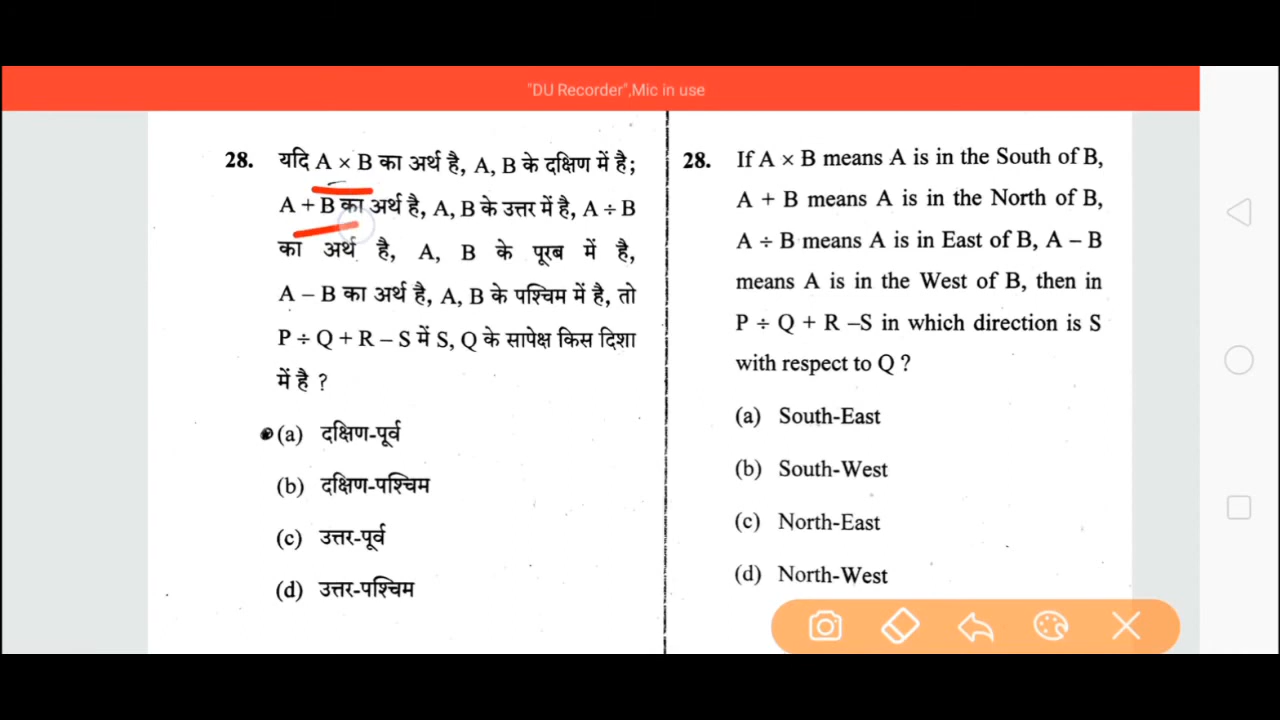 "DU Recorder",Mic in use
28. यदि A × B का अर्थ है, A, B के दक्षिण में है;
A + B का अर्थ है, A, B के उत्तर में है, A ÷ B
का अर्थ है, A, B के पूरब में है,
A – B का अर्थ है, A, B के पश्चिम में है, तो
P ÷ Q + R – S में S, Q के सापेक्ष किस दिशा
में है ?
(a) दक्षिण-पूर्व
(b) दक्षिण-पश्चिम
(c) उत्तर-पूर्व
(d) उत्तर-पश्चिम
28. If A × B means A is in the South of B,
A + B means A is in the North of B,
A ÷ B means A is in East of B, A – B
means A is in the West of B, then in
P ÷ Q + R –S in which direction is S
with respect to Q ?
(a) South-East
(b) South-West
(c) North-East
(d) North-West